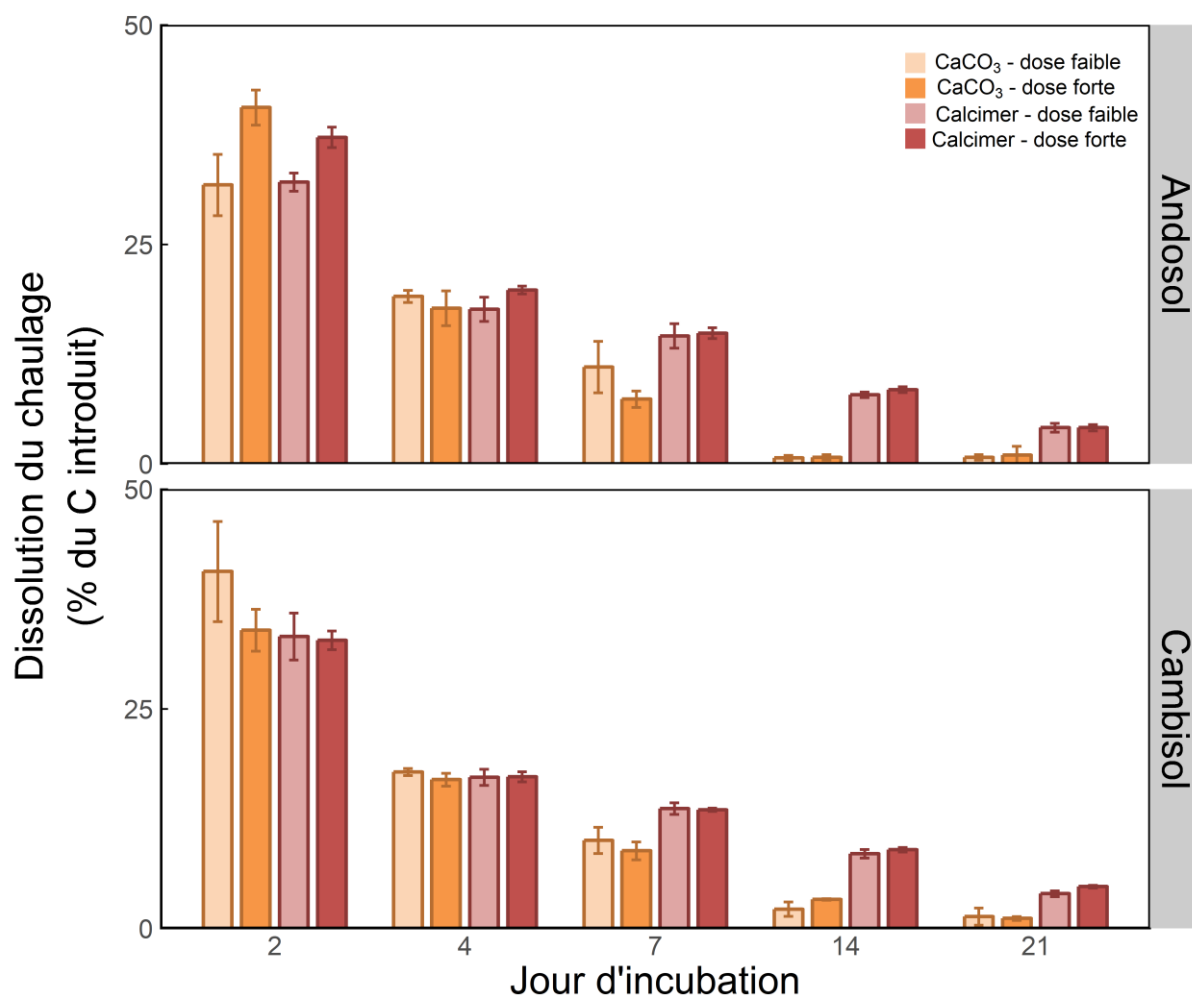 50
25
0
CaCO₃ - dose faible
CaCO₃ - dose forte
Calcimer - dose faible
Calcimer - dose forte
Andosol
Dissolution du chaulage
(% du C introduit)
50
25
0
Cambisol
2 4 7 14 21
Jour d'incubation